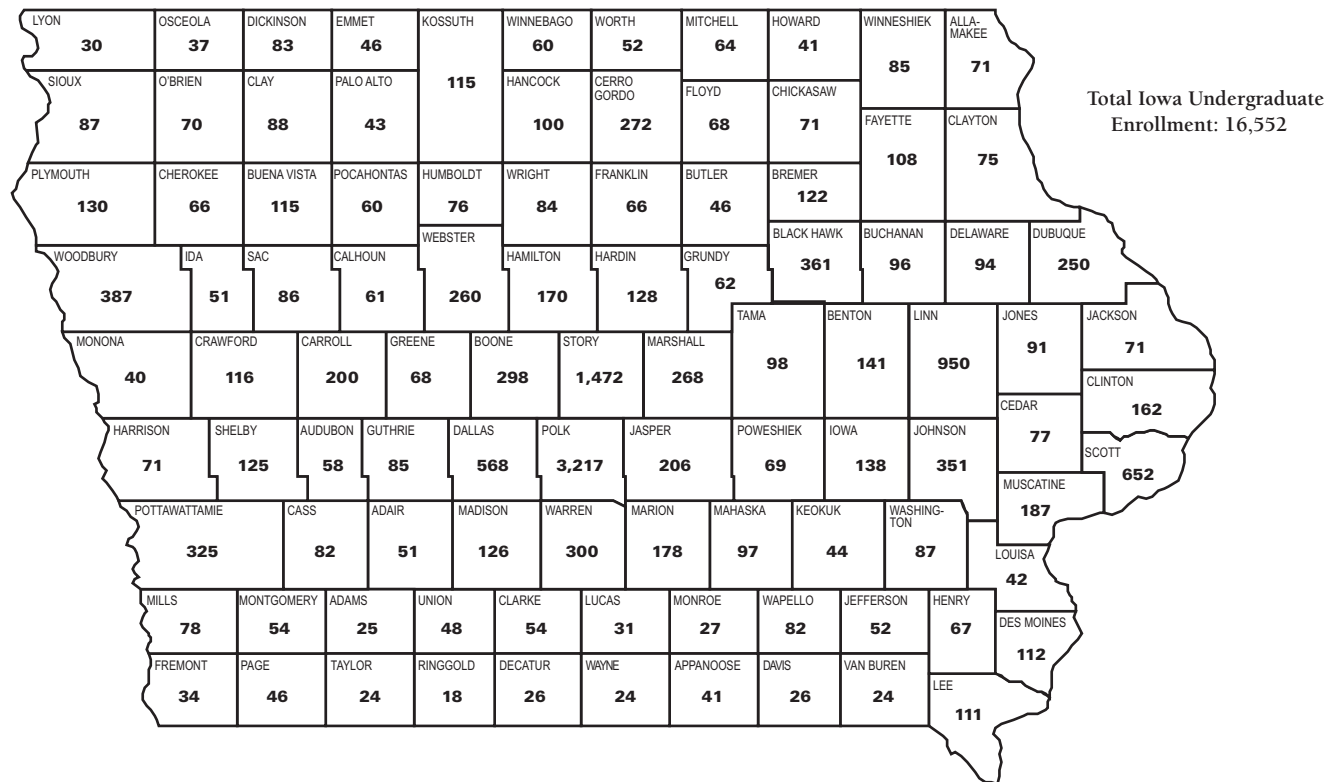 LYON
30
OSCEOLA
37
DICKINSON
83
EMMET
46
KOSSUTH
115
WINNEBAGO
60
WORTH
52
MITCHELL
64
HOWARD
41
WINNESHIEK
85
ALLA-
MAKEE
71
Total Iowa Undergraduate
Enrollment: 16,552
SIOUX
87
O'BRIEN
70
CLAY
88
PALO ALTO
43
HANCOCK
100
CERRO
GORDO
272
FLOYD
68
CHICKASAW
71
FAYETTE
108
CLAYTON
75
PLYMOUTH
130
CHEROKEE
66
BUENA VISTA
115
POCAHONTAS
60
HUMBOLDT
76
WRIGHT
84
FRANKLIN
66
BUTLER
46
BREMER
122
WOODBURY
387
IDA
51
SAC
86
CALHOUN
61
WEBSTER
260
HAMILTON
170
HARDIN
128
GRUNDY
62
BLACK HAWK
361
BUCHANAN
96
DELAWARE
94
DUBUQUE
250
MONONA
40
CRAWFORD
116
CARROLL
200
GREENE
68
BOONE
298
STORY
1,472
MARSHALL
268
TAMA
98
BENTON
141
LINN
950
JONES
91
JACKSON
71
CLINTON
162
HARRISON
71
SHELBY
125
AUDUBON
58
GUTHRIE
85
DALLAS
568
POLK
3,217
JASPER
206
POWESHIEK
69
IOWA
138
JOHNSON
351
CEDAR
77
SCOTT
652
MUSCATINE
187
POTTAWATTAMIE
325
CASS
82
ADAIR
51
MADISON
126
WARREN
300
MARION
178
MAHASKA
97
KEOKUK
44
WASHING-
TON
87
LOUISA
42
MILLS
78
MONTGOMERY
54
ADAMS
25
UNION
48
CLARKE
54
LUCAS
31
MONROE
27
WAPELLO
82
JEFFERSON
52
HENRY
67
DES MOINES
112
FREMONT
34
PAGE
46
TAYLOR
24
RINGGOLD
18
DECATUR
26
WAYNE
24
APPANOOSE
41
DAVIS
26
VAN BUREN
24
LEE
111